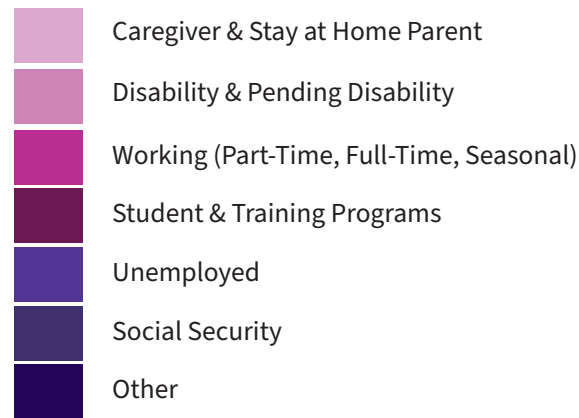 Caregiver & Stay at Home Parent
Disability & Pending Disability
Working (Part-Time, Full-Time, Seasonal)
Student & Training Programs
Unemployed
Social Security
Other